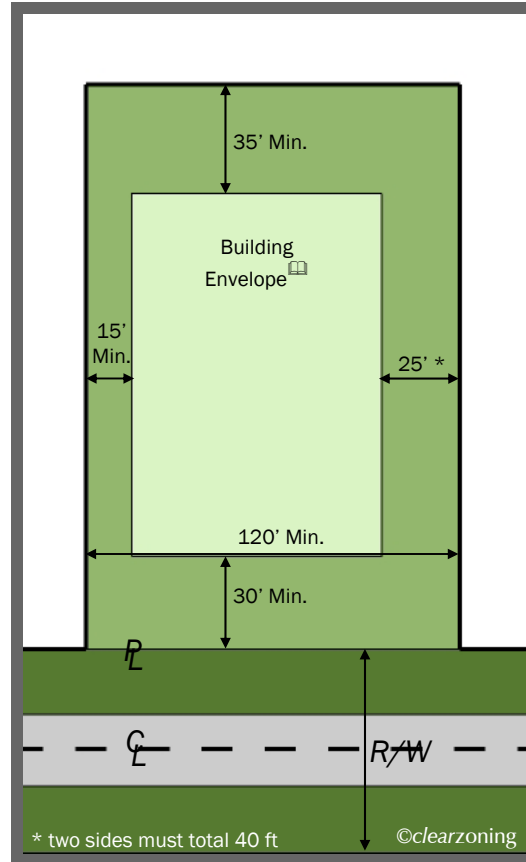 35’ Min.
Building
Envelope
15’
Min.
25’ *
120’ Min.
30’ Min.
PL
CL
R/W
* two sides must total 40 ft
©clearzoning